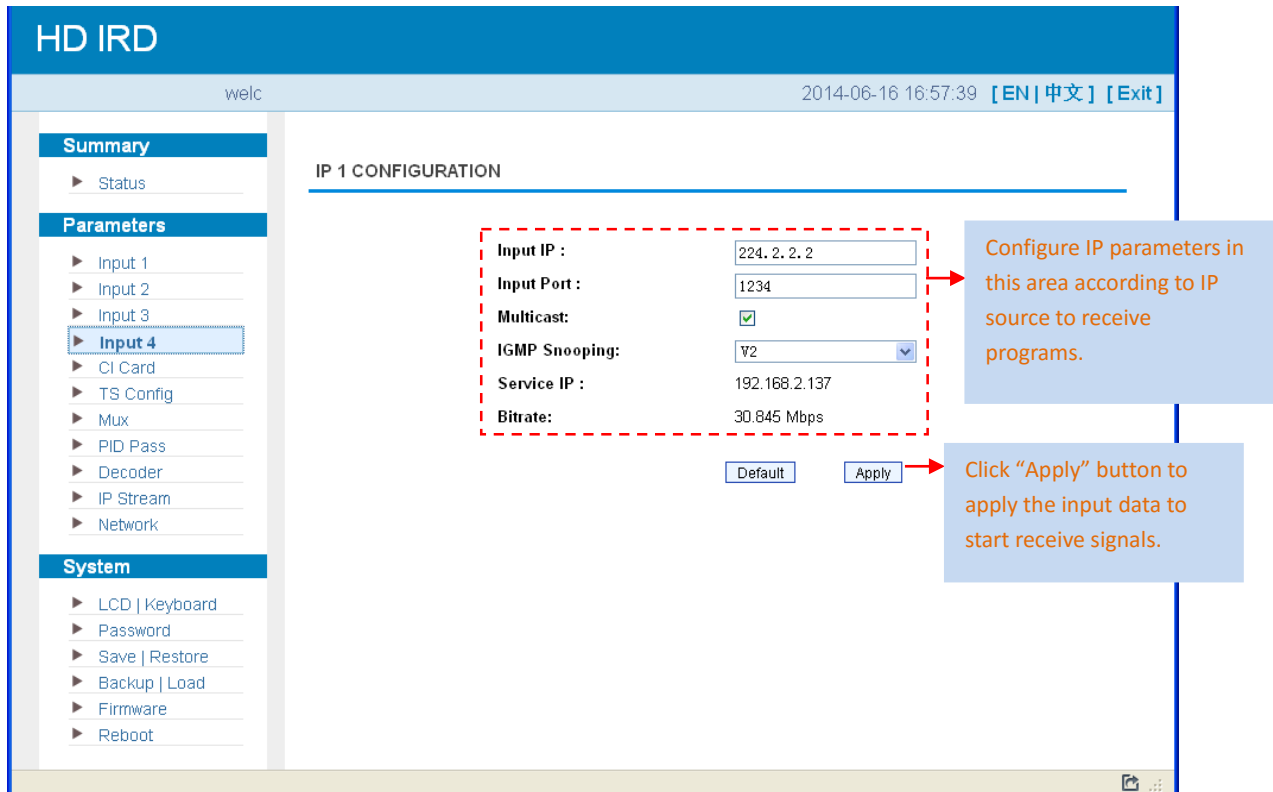 HD IRD
welc
2014-06-16 16:57:39 [ EN | 中文 ] [ Exit ]
Summary
Status
Parameters
Input 1
Input 2
Input 3
Input 4
CI Card
TS Config
Mux
PID Pass
Decoder
IP Stream
Network
System
LCD | Keyboard
Password
Save | Restore
Backup | Load
Firmware
Reboot
IP 1 CONFIGURATION
Input IP : 224. 2. 2. 2
Input Port : 1234
Multicast:
IGMP Snooping: V2
Service IP : 192.168.2.137
Bitrate: 30.845 Mbps
Default Apply
Configure IP parameters in
this area according to IP
source to receive
programs.
Click “Apply” button to
apply the input data to
start receive signals.